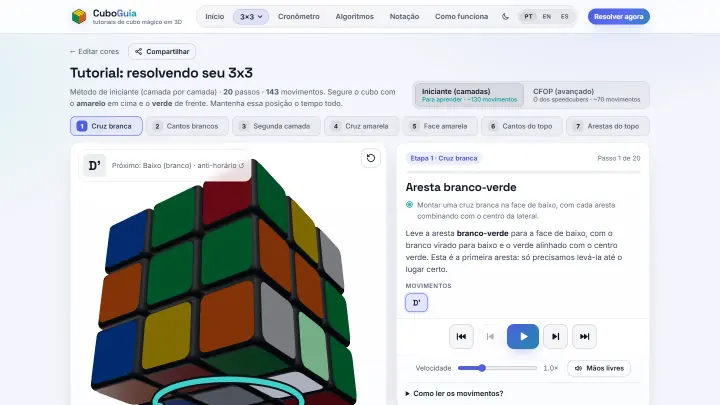 CuboGuia
tutoriais de cubo mágico em 3D
Início
3×3
Cronômetro
Algoritmos
Notação
Como funciona
PT EN ES
Resolver agora
← Editar cores
Compartilhar
Tutorial: resolvendo seu 3x3
Método de iniciante (camada por camada) · 20 passos · 143 movimentos. Segure o cubo com
o amarelo em cima e o verde de frente. Mantenha essa posição o tempo todo.
Iniciante (camadas)
Para aprender · ~130 movimentos
CFOP (avançado)
O dos speedcubers · ~70 movimentos
1 Cruz branca
2 Cantos brancos
3 Segunda camada
4 Cruz amarela
5 Face amarela
6 Cantos do topo
7 Arestas do topo
D' Próximo: Baixo (branco) · anti-horário ↺
Etapa 1 · Cruz branca
Passo 1 de 20
Aresta branco-verde
Montar uma cruz branca na face de baixo, com cada aresta
combinando com o centro da lateral.
Leve a aresta branco-verde para a face de baixo, com o
branco virado para baixo e o verde alinhado com o centro
verde. Esta é a primeira aresta: só precisamos levá-la até o
lugar certo.
MOVIMENTOS
D'
Velocidade
1.0×
Mãos livres
▶ Como ler os movimentos?